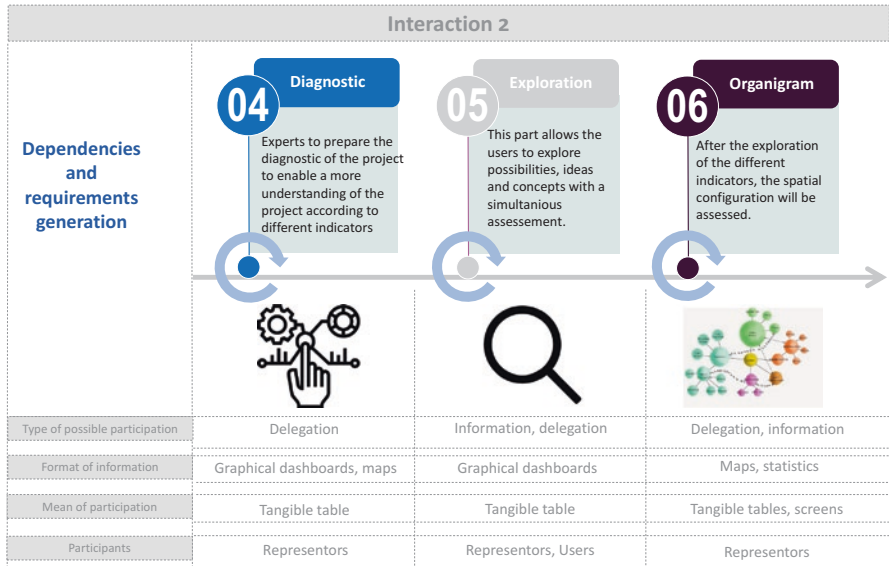 Interaction 2
Dependencies
and
requirements
generation
04
Diagnostic
Experts to prepare the
diagnostic of the project
to enable a more
understanding of the
project according to
different indicators
05
Exploration
This part allows the
users to explore
possibilities, ideas
and concepts with a
simultanious
assessement.
06
Organigram
After the exploration
of the different
indicators, the spatial
configuration will be
assessed.
Type of possible participation
Delegation
Information, delegation
Delegation, information
Format of information
Graphical dashboards, maps
Graphical dashboards
Maps, statistics
Mean of participation
Tangible table
Tangible table
Tangible tables, screens
Participants
Representors
Representors, Users
Representors